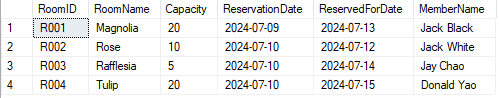 RoomID RoomName Capacity ReservationDate ReservedForDate MemberName
1 R001 Magnolia 20 2024-07-09 2024-07-13 Jack Black
2 R002 Rose 10 2024-07-10 2024-07-12 Jack White
3 R003 Rafflesia 5 2024-07-10 2024-07-14 Jay Chao
4 R004 Tulip 20 2024-07-10 2024-07-15 Donald Yao